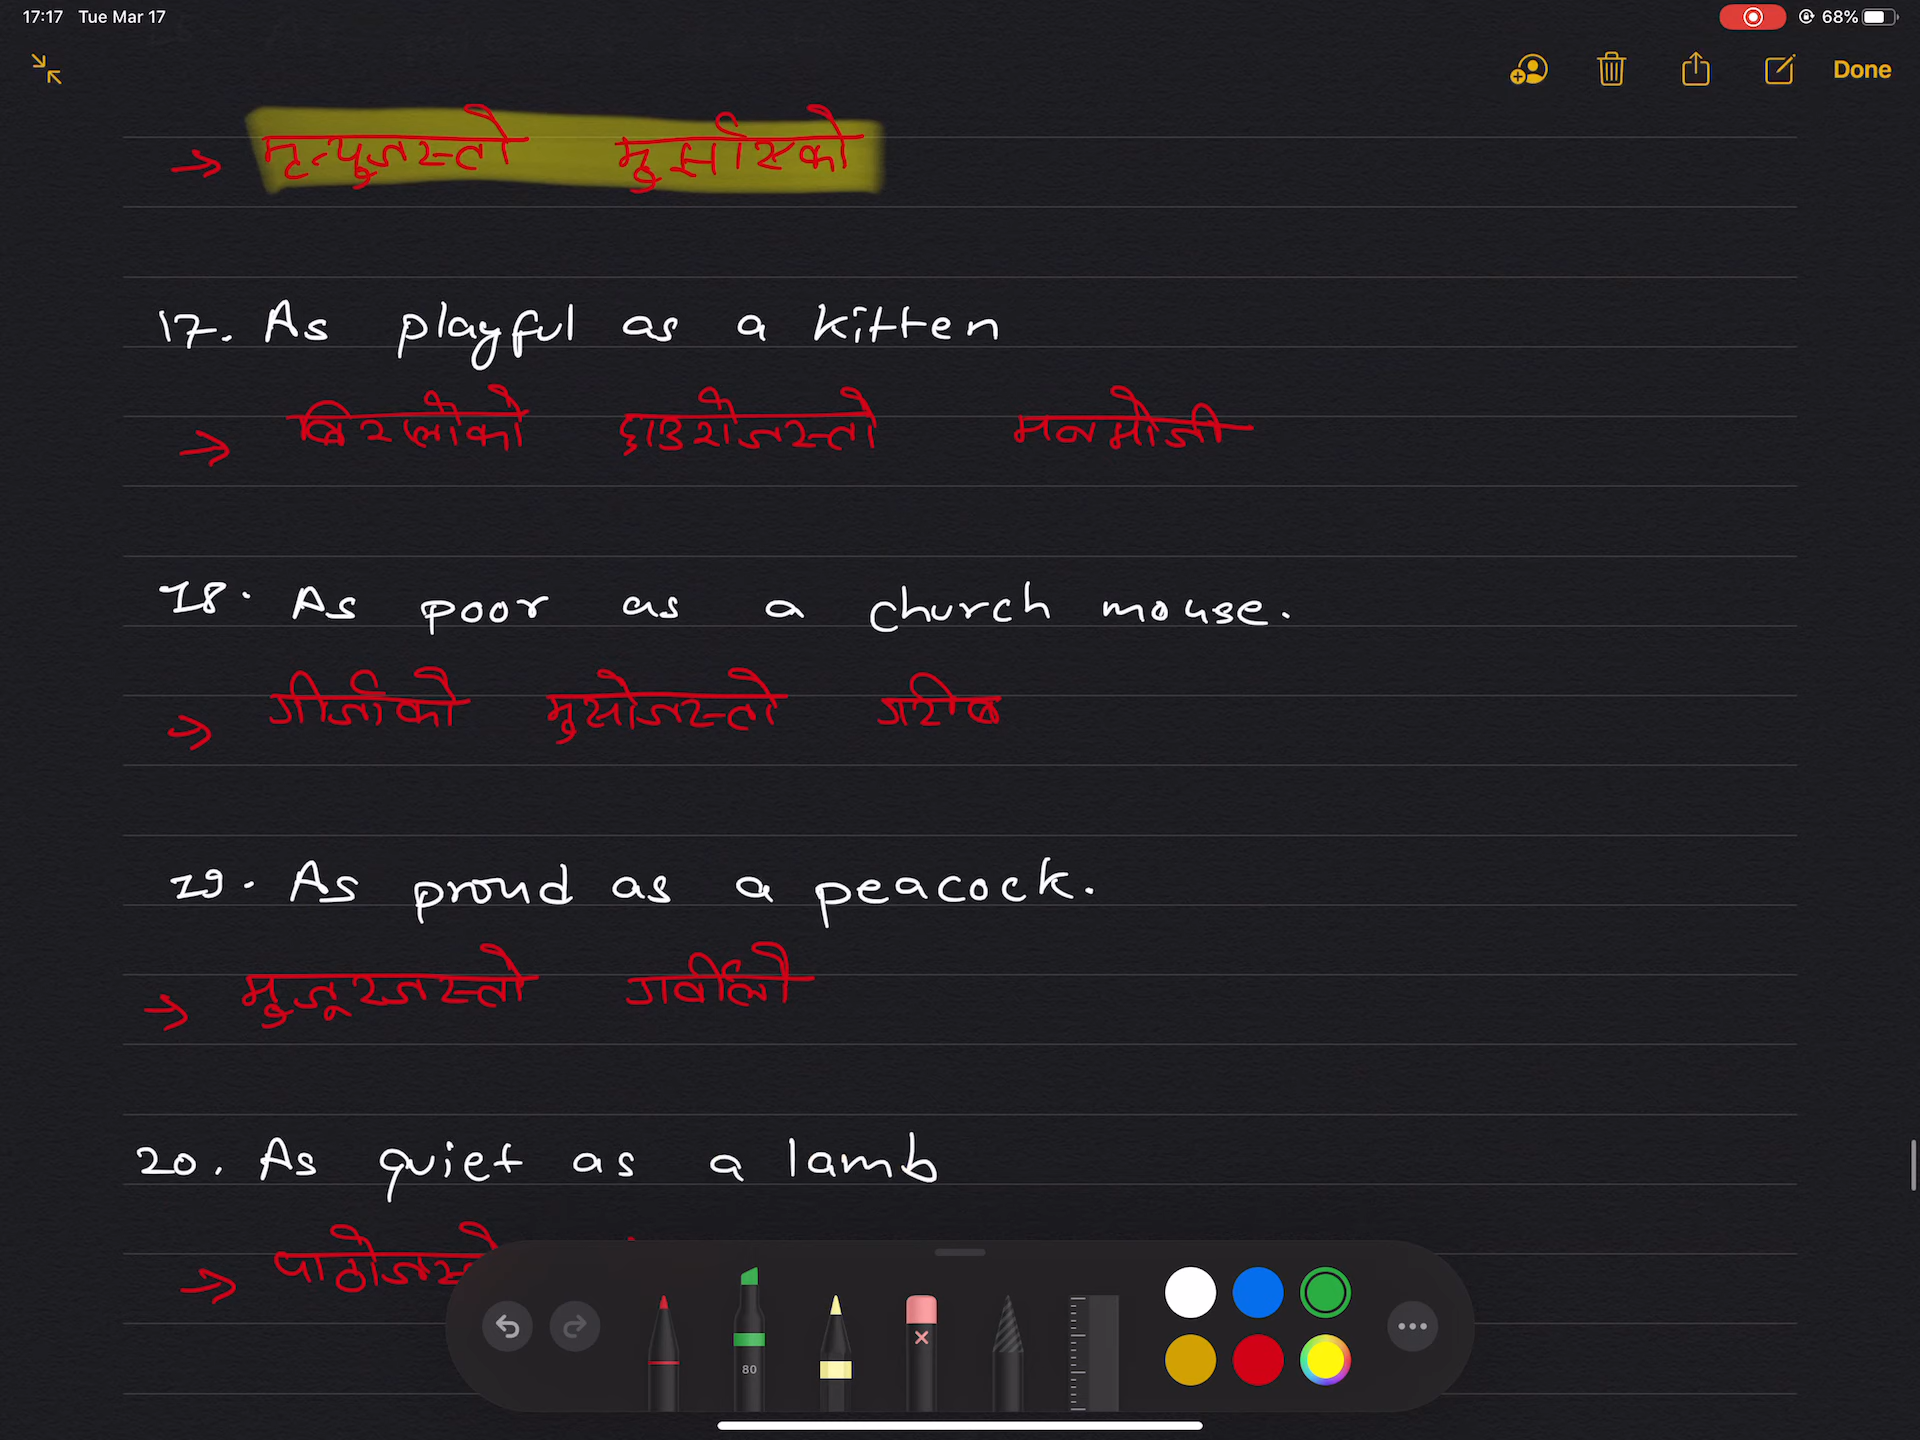 17:17 Tue Mar 17
68%
Done
→ मृत्यूजस्तो मुर्झाएको
17. As playful as a kitten
→ बिरालोको छाउरोजस्तो मनमोजी
18. As poor as a church mouse.
→ गीर्जाको मुसोजस्तो गरीब
19. As proud as a peacock.
→ मुजूरजस्तो गर्वीलो
20. As quiet as a lamb
→
80